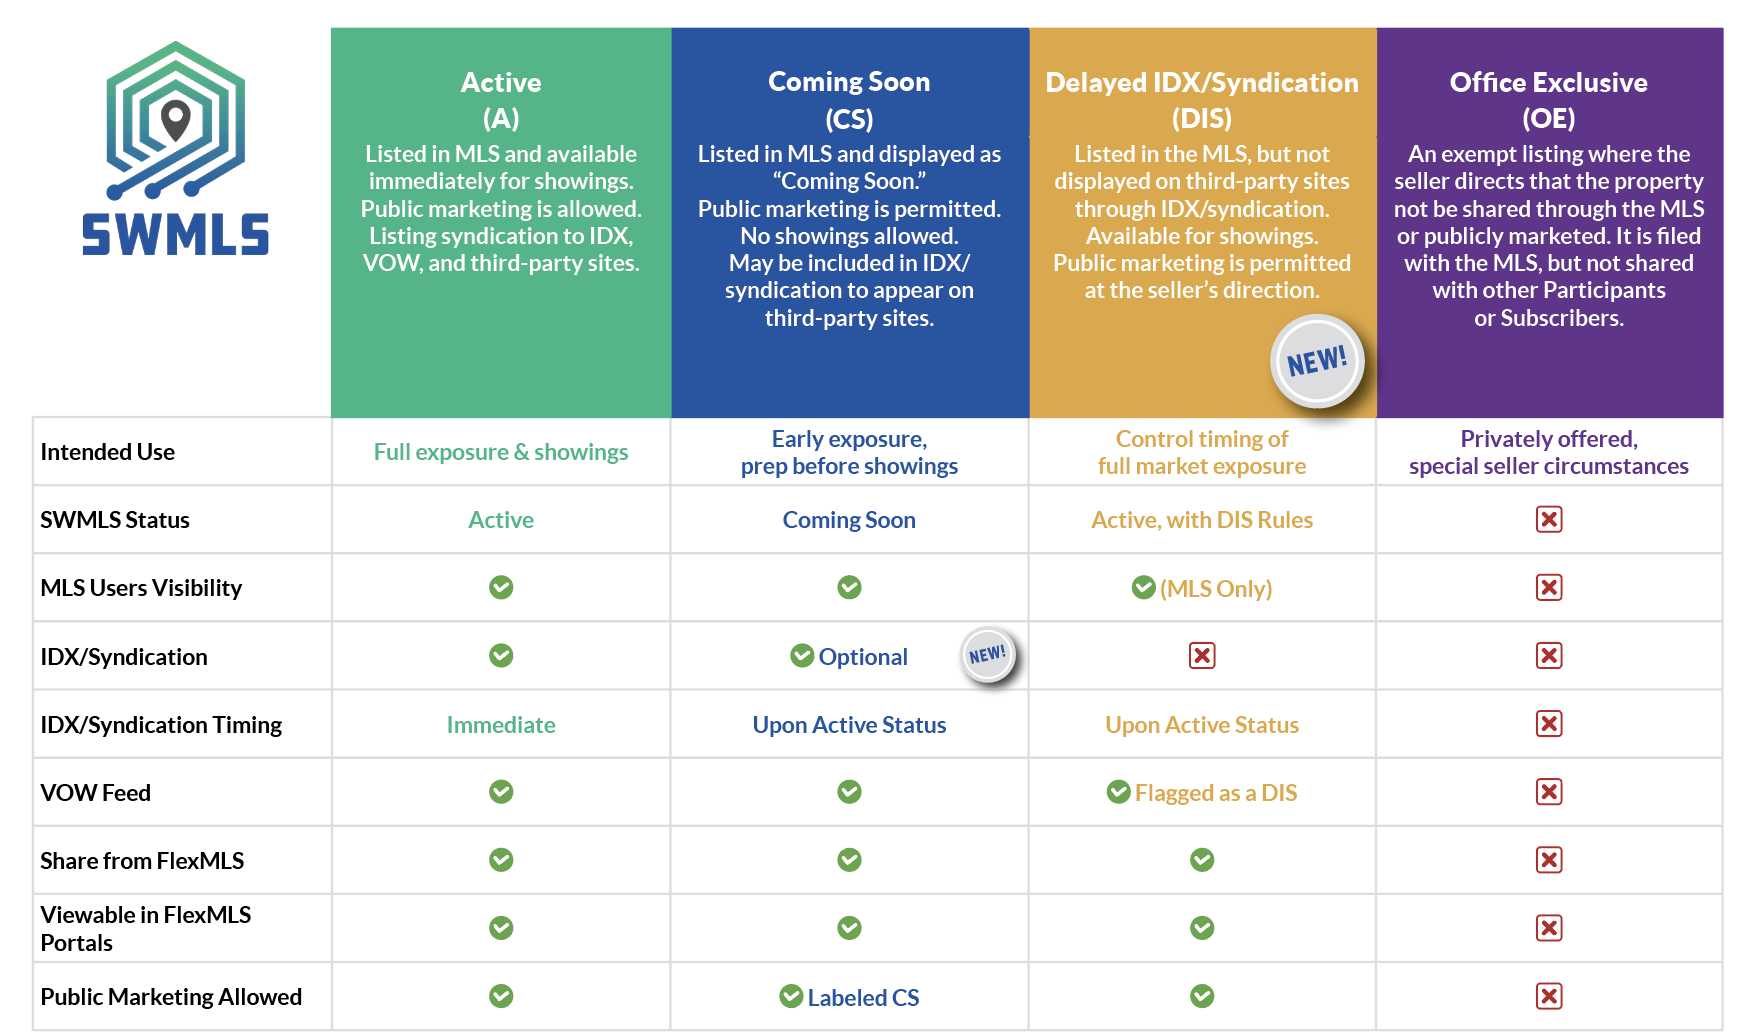 SWMLS
Active
(A)
Listed in MLS and available
immediately for showings.
Public marketing is allowed.
Listing syndication to IDX,
VOW, and third-party sites.
Coming Soon
(CS)
Listed in MLS and displayed as
“Coming Soon.”
Public marketing is permitted.
No showings allowed.
May be included in IDX/
syndication to appear on
third-party sites.
Delayed IDX/Syndication
(DIS)
Listed in the MLS, but not
displayed on third-party sites
through IDX/syndication.
Available for showings.
Public marketing is permitted
at the seller’s direction.
NEW!
Office Exclusive
(OE)
An exempt listing where the
seller directs that the property
not be shared through the MLS
or publicly marketed. It is filed
with the MLS, but not shared
with other Participants
or Subscribers.
Intended Use
Full exposure & showings
Early exposure,
prep before showings
Control timing of
full market exposure
Privately offered,
special seller circumstances
SWMLS Status
Active
Coming Soon
Active, with DIS Rules
MLS Users Visibility
(MLS Only)
IDX/Syndication
Optional
NEW!
IDX/Syndication Timing
Immediate
Upon Active Status
Upon Active Status
VOW Feed
Flagged as a DIS
Share from FlexMLS
Viewable in FlexMLS
Portals
Public Marketing Allowed
Labeled CS